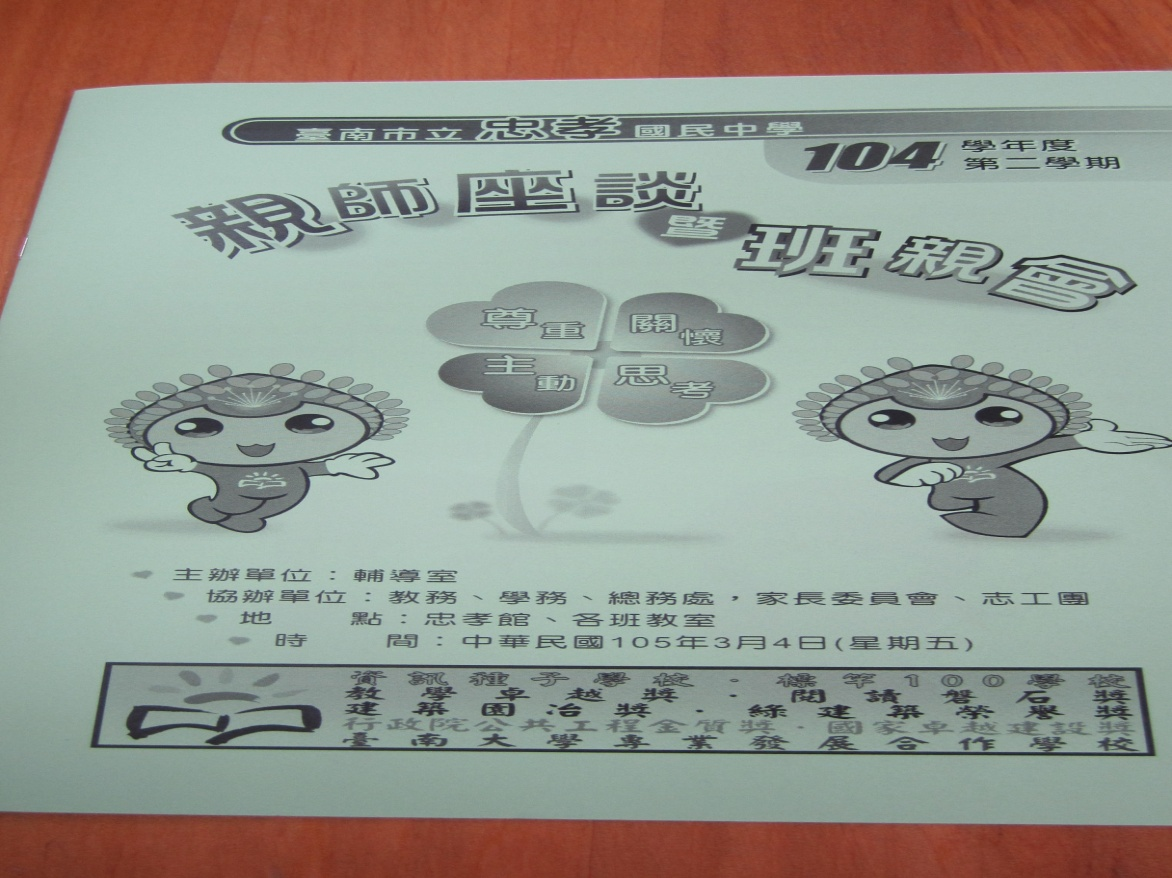 臺南市立忠孝國民中學
104學年度
第二學期
親師座談暨班親會
尊重 關懷
主動 思考
主辦單位：輔導室
協辦單位：教務、學務、總務處，家長委員會、志工團
地點：忠孝館、各班教室
時間：中華民國105年3月4日(星期五)
資訊種子學校．標竿100學校
教學卓越獎．閱讀磐石獎
建築園冶獎．綠建築榮譽獎
行政院公共工程金質獎．國家卓越建設獎
臺南大學專業發展合作學校